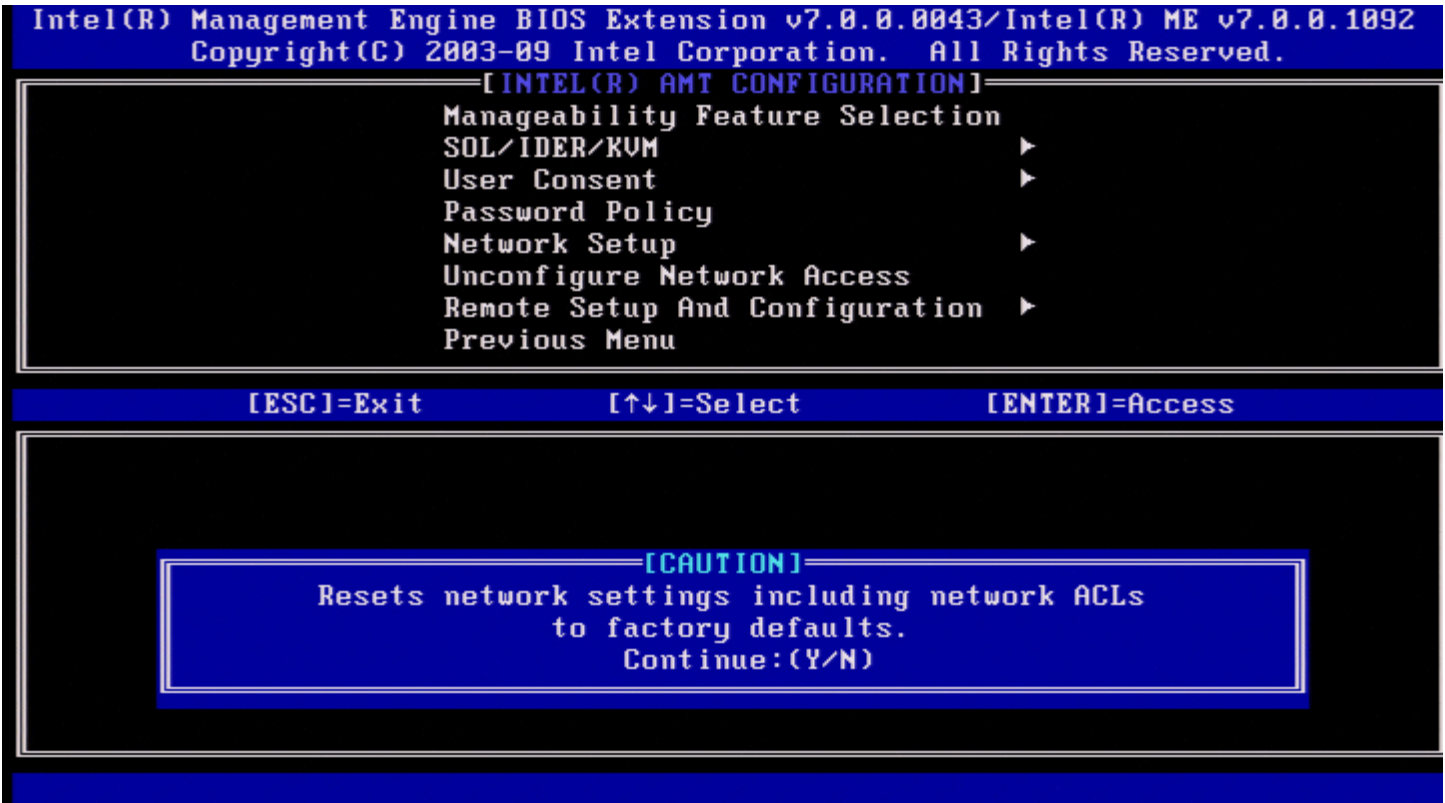 Intel(R) Management Engine BIOS Extension v7.0.0.0043/Intel(R) ME v7.0.0.1092
Copyright(C) 2003-09 Intel Corporation. All Rights Reserved.
[INTEL(R) AMT CONFIGURATION]
Manageability Feature Selection
SOL/IDER/KVM ►
User Consent ►
Password Policy
Network Setup ►
Unconfigure Network Access
Remote Setup And Configuration ►
Previous Menu
[ESC]=Exit [↑↓]=Select [ENTER]=Access
[CAUTION]
Resets network settings including network ACLs
to factory defaults.
Continue:(Y/N)